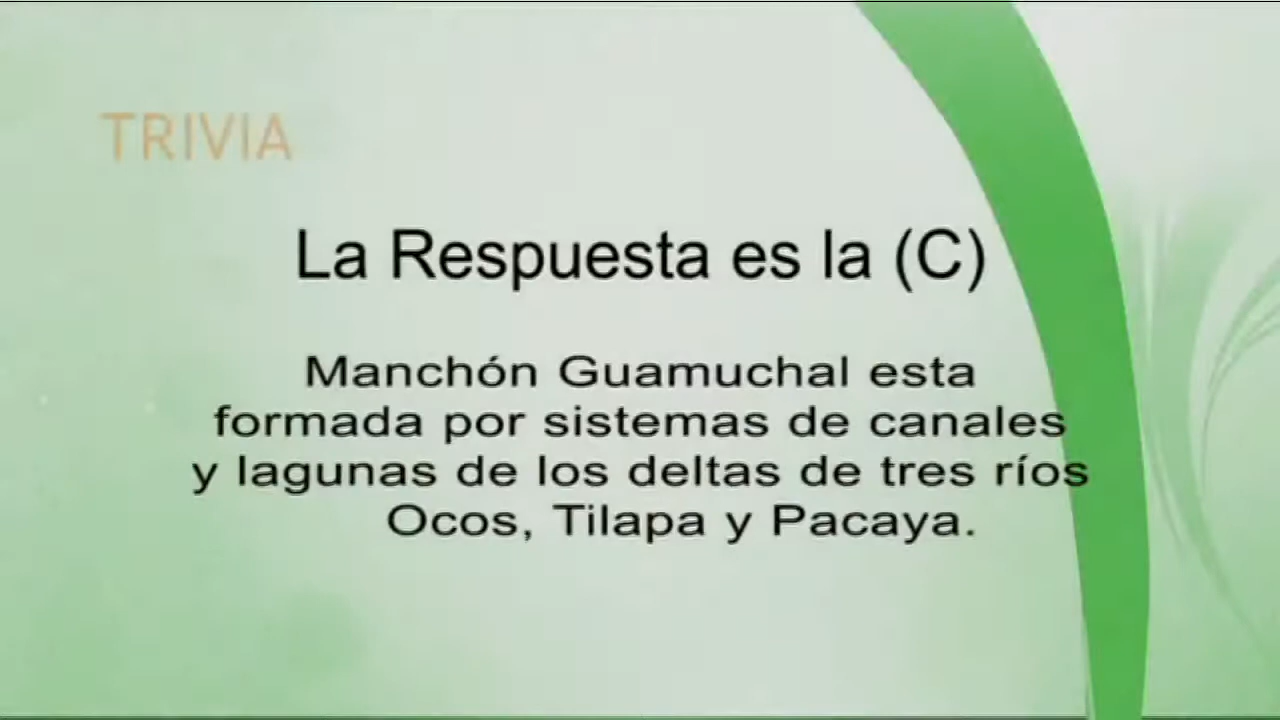 TRIVIA
La Respuesta es la (C)
Manchón Guamuchal esta
formada por sistemas de canales
y lagunas de los deltas de tres ríos
Ocos, Tilapa y Pacaya.